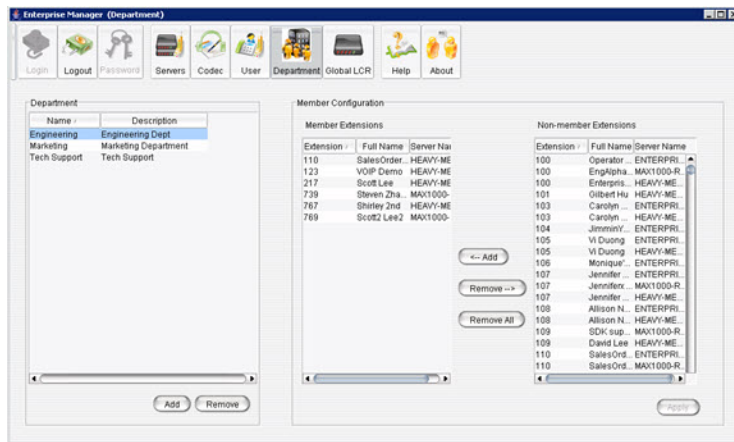 Enterprise Manager (Department)
Login Logout Password Servers Codec User Department Global LCR Help About
Department
Name Description
Engineering Engineering Dept
Marketing Marketing Department
Tech Support Tech Support
Add Remove
Member Configuration
Member Extensions
Extension Full Name Server Nar
110 SalesOrder... HEAVY-ME
123 VOIP Demo HEAVY-ME
217 Scott Lee HEAVY-ME
739 Steven Zha... MAX1000-
767 Shirley 2nd HEAVY-ME
769 Scott2 Lee2 MAX1000-
<-- Add
Remove -->
Remove All
Non-member Extensions
Extension Full Name Server Name
100 Operator ... ENTERPRI...
100 EngAlpha... MAX1000-R...
100 Enterpris... HEAVY-ME...
101 Gilbert Hu HEAVY-ME...
103 Carolyn ... ENTERPRI...
103 Carolyn ... HEAVY-ME...
104 JimminY... ENTERPRI...
105 Vi Duong ENTERPRI...
105 Vi Duong HEAVY-ME...
106 Monique'... ENTERPRI...
107 Jennifer ... ENTERPRI...
107 Jenniferx ... MAX1000-R...
107 Jennifer ... HEAVY-ME...
108 Allison N... ENTERPRI...
108 Allison N... HEAVY-ME...
109 SDK sup... MAX1000-R...
109 David Lee HEAVY-ME...
110 SalesOrd... ENTERPRI...
110 SalesOrd... MAX1000-R...
Apply